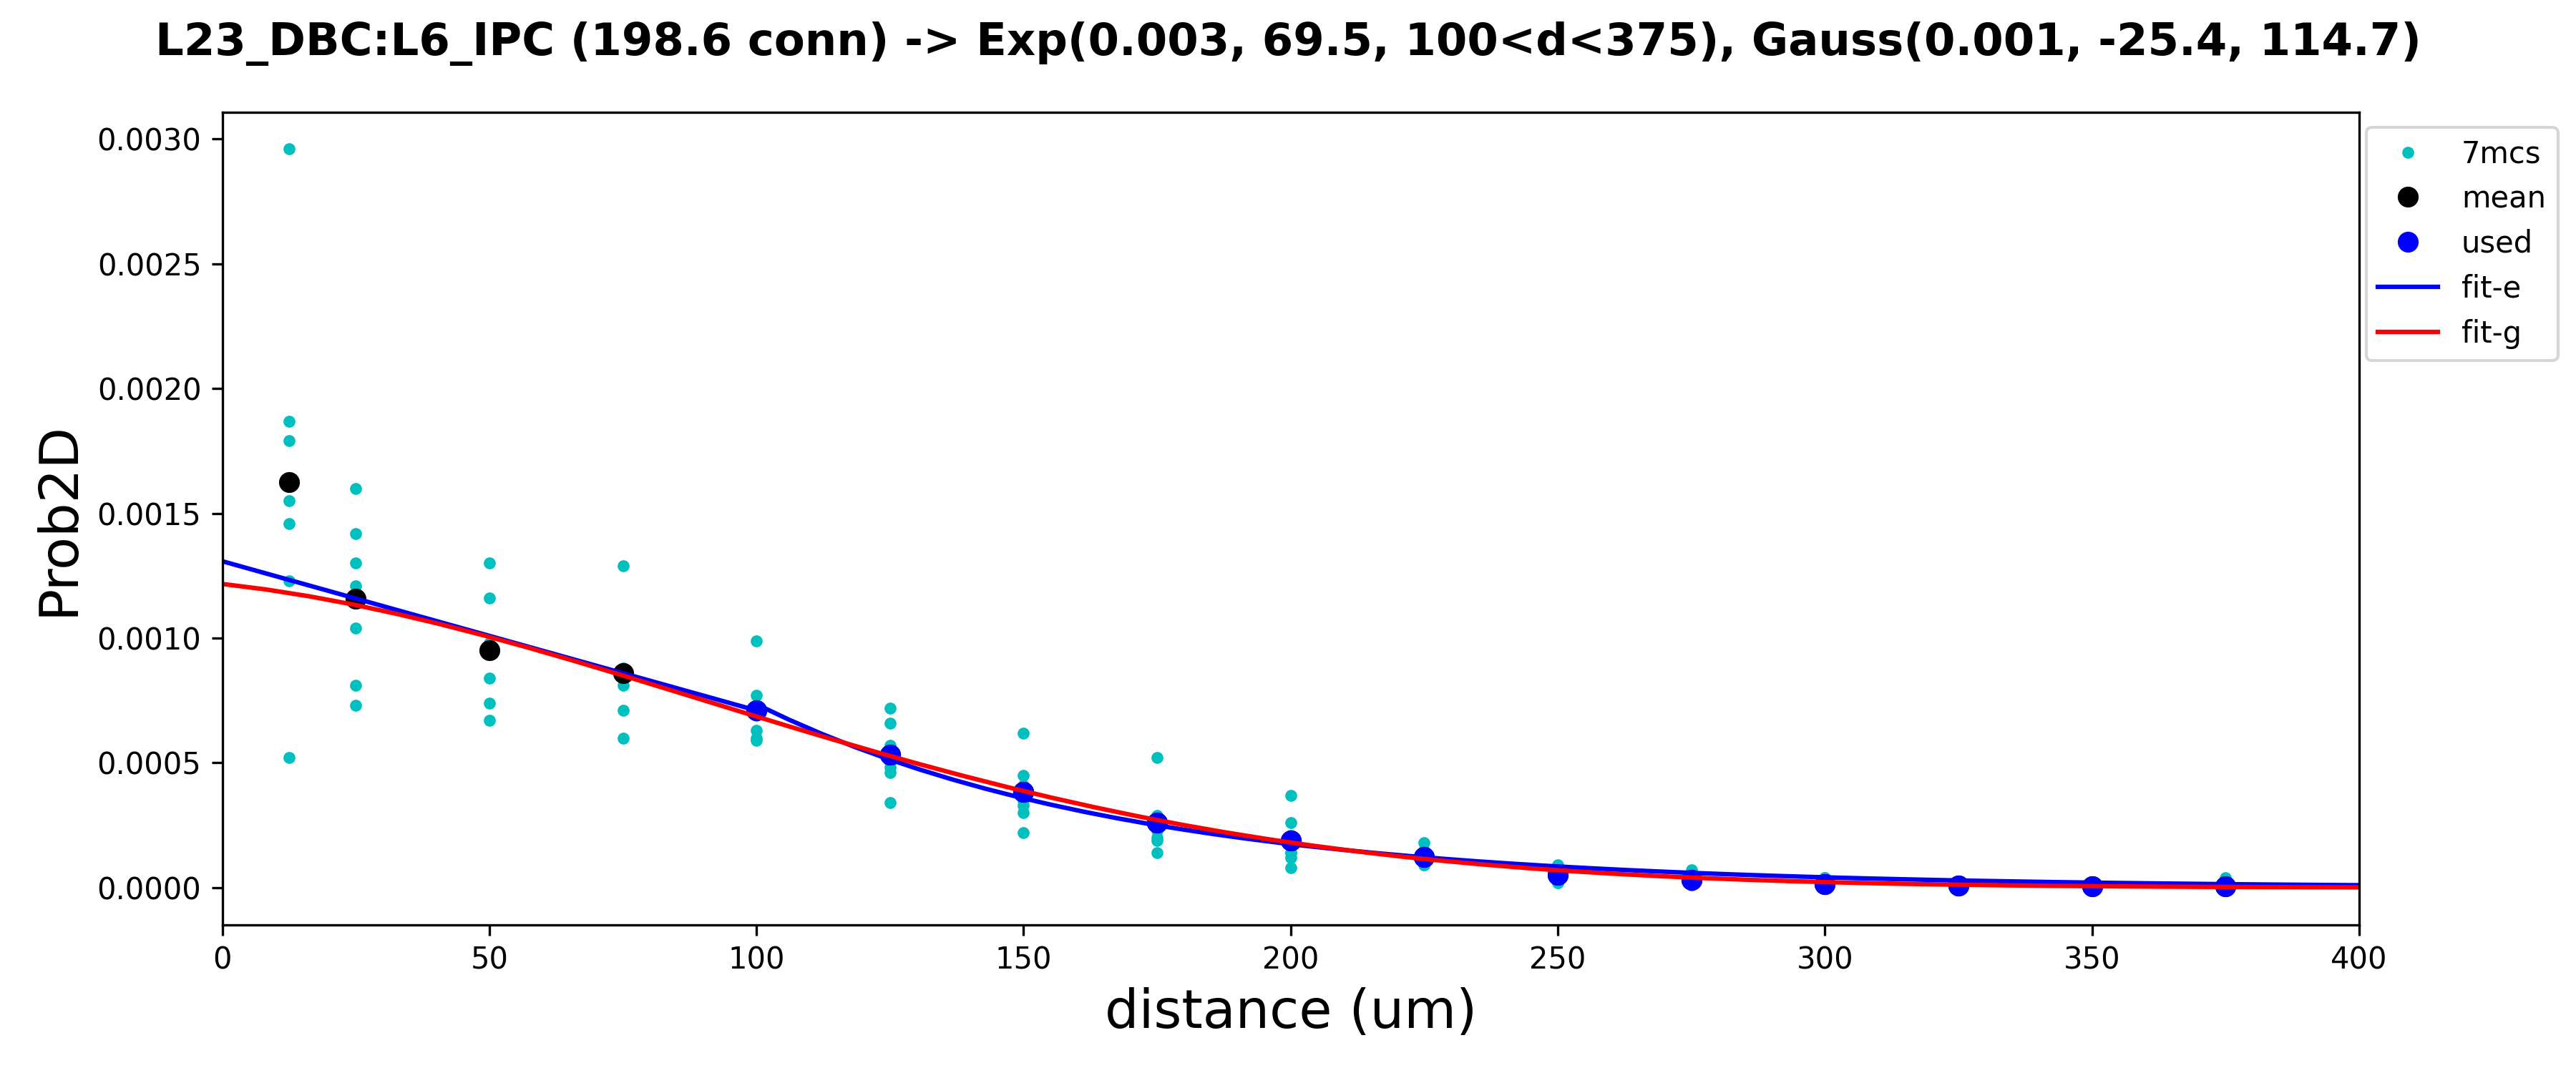 L23_DBC:L6_IPC (198.6 conn) -> Exp(0.003, 69.5, 100<d<375), Gauss(0.001, -25.4, 114.7)
0.0030
0.0025
0.0020
0.0015
0.0010
0.0005
0.0000
Prob2D
0
50
100
150
200
250
300
350
400
distance (um)
7mcs
mean
used
fit-e
fit-g